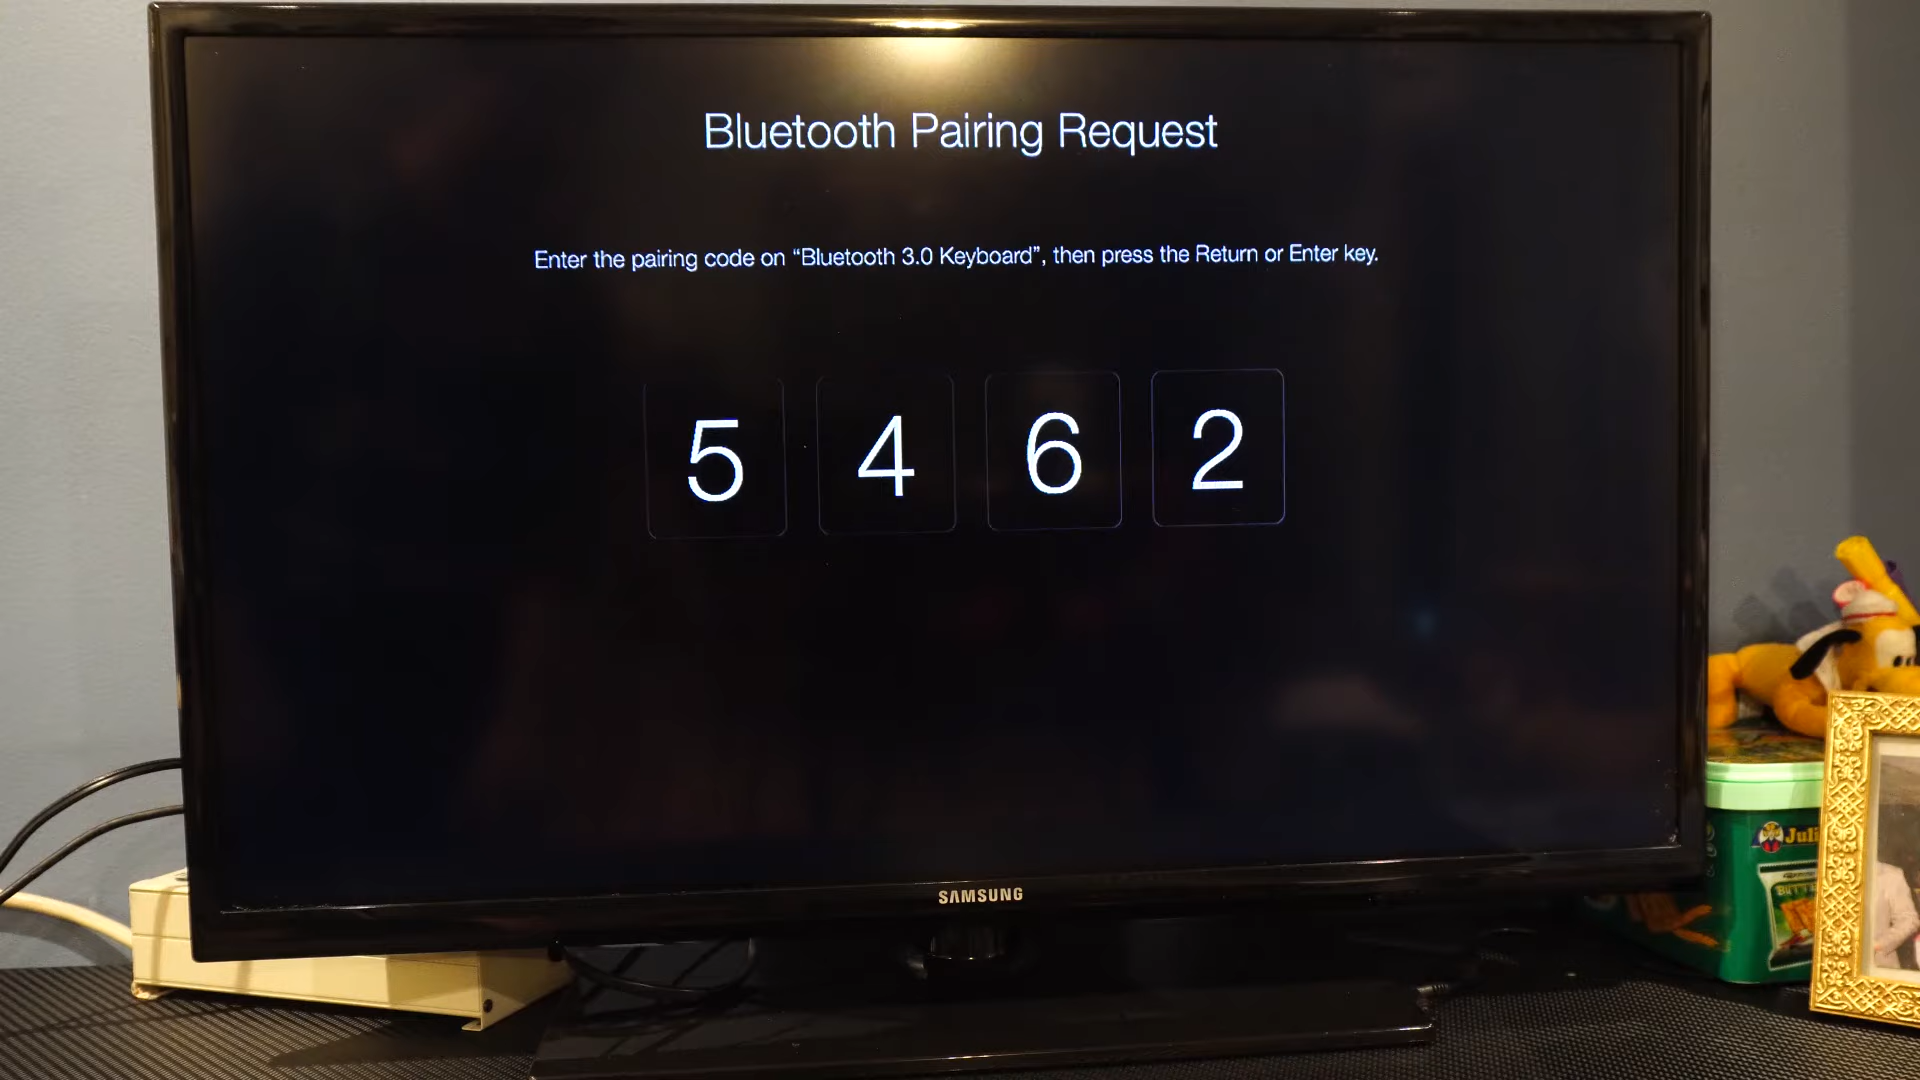 Bluetooth Pairing Request
Enter the pairing code on “Bluetooth 3.0 Keyboard”, then press the Return or Enter key.
5 4 6 2
SAMSUNG